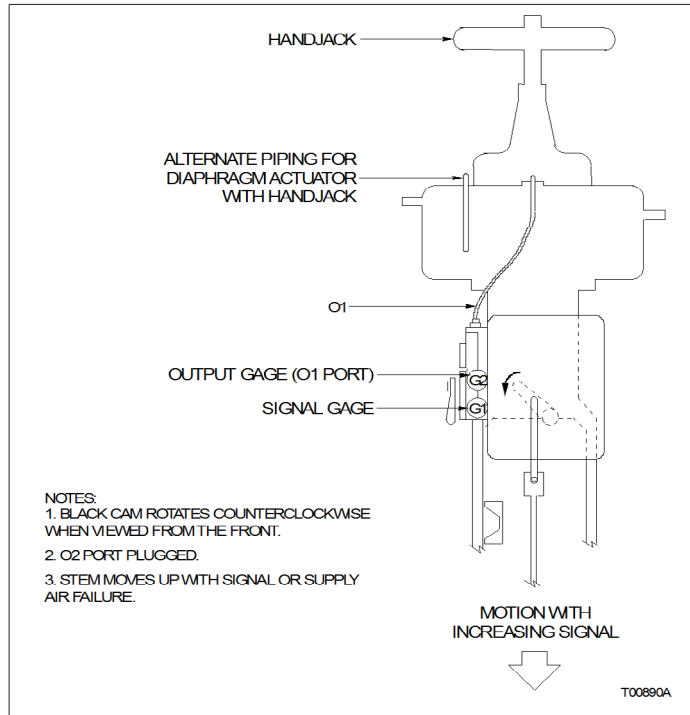 HANDJACK
ALTERNATE PIPING FOR
DIAPHRAGM ACTUATOR
WITH HANDJACK
O1
OUTPUT GAGE (O1 PORT)
G2
SIGNAL GAGE
G1
NOTES:
1. BLACK CAM ROTATES COUNTERCLOCKWISE
WHEN VIEWED FROM THE FRONT.
2. O2 PORT PLUGGED.
3. STEM MOVES UP WITH SIGNAL OR SUPPLY
AIR FAILURE.
MOTION WITH
INCREASING SIGNAL
T00890A